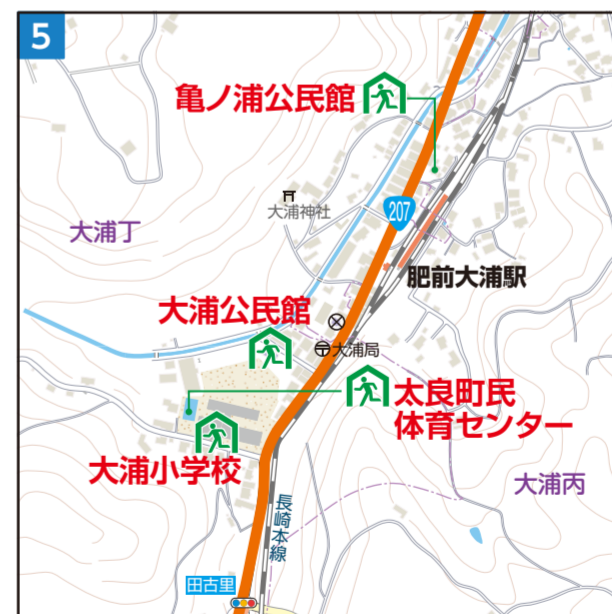 5
亀ノ浦公民館
大浦神社
207
大浦丁
肥前大浦駅
大浦公民館
大浦局
太良町民
体育センター
大浦小学校
大浦丙
長崎本線
田古里